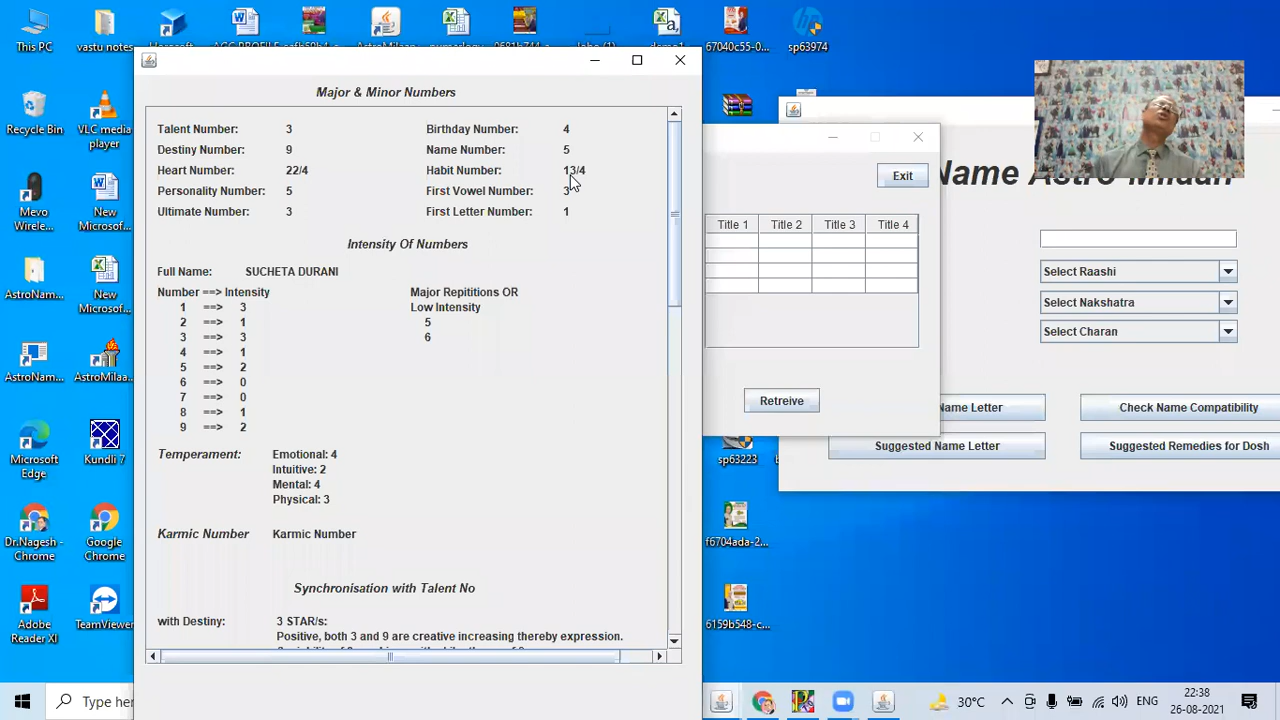 This PC
vastu notes
AGC PROFILE
AstroMilaa...
67040c55-0...
sp63974
Recycle Bin
VLC media
player
Mevo
Wirele...
New
Microsof...
AstroNam...
New
Microsof...
AstroNam...
AstroMilaa...
Microsoft
Edge
Kundli 7
Dr.Nagesh -
Chrome
Google
Chrome
Adobe
Reader XI
TeamViewer
Major & Minor Numbers
Talent Number: 3 Birthday Number: 4
Destiny Number: 9 Name Number: 5
Heart Number: 22/4 Habit Number: 13/4
Personality Number: 5 First Vowel Number: 3
Ultimate Number: 3 First Letter Number: 1
Intensity Of Numbers
Full Name: SUCHETA DURANI
Number ==> Intensity
1 ==> 3
2 ==> 1
3 ==> 3
4 ==> 1
5 ==> 2
6 ==> 0
7 ==> 0
8 ==> 1
9 ==> 2
Major Repititions OR
Low Intensity
5
6
Temperament: Emotional: 4
Intuitive: 2
Mental: 4
Physical: 3
Karmic Number Karmic Number
Synchronisation with Talent No
with Destiny: 3 STAR/s:
Positive, both 3 and 9 are creative increasing thereby expression.
Exit
Title 1 Title 2 Title 3 Title 4
Retreive
sp63223
f6704ada-2...
6159b548-c...
Name Astro
Select Raashi
Select Nakshatra
Select Charan
Name Letter
Check Name Compatibility
Suggested Name Letter
Suggested Remedies for Dosh
Type her
30°C
ENG
22:38
26-08-2021